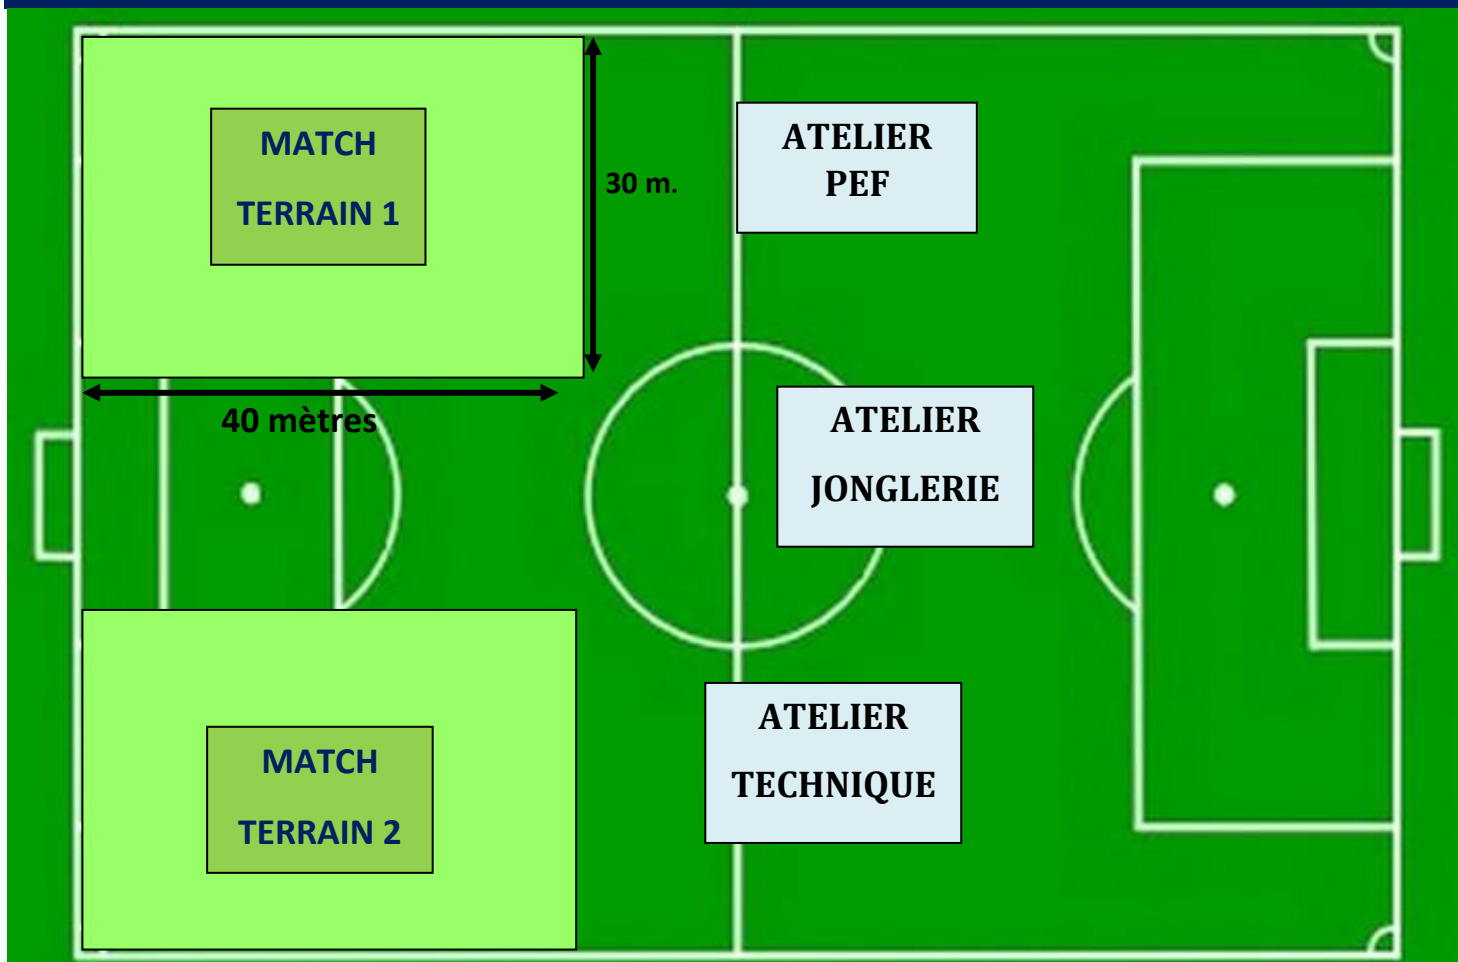 MATCH
TERRAIN 1
30 m.
40 mètres
ATELIER
PEF
ATELIER
JONGLERIE
ATELIER
TECHNIQUE
MATCH
TERRAIN 2